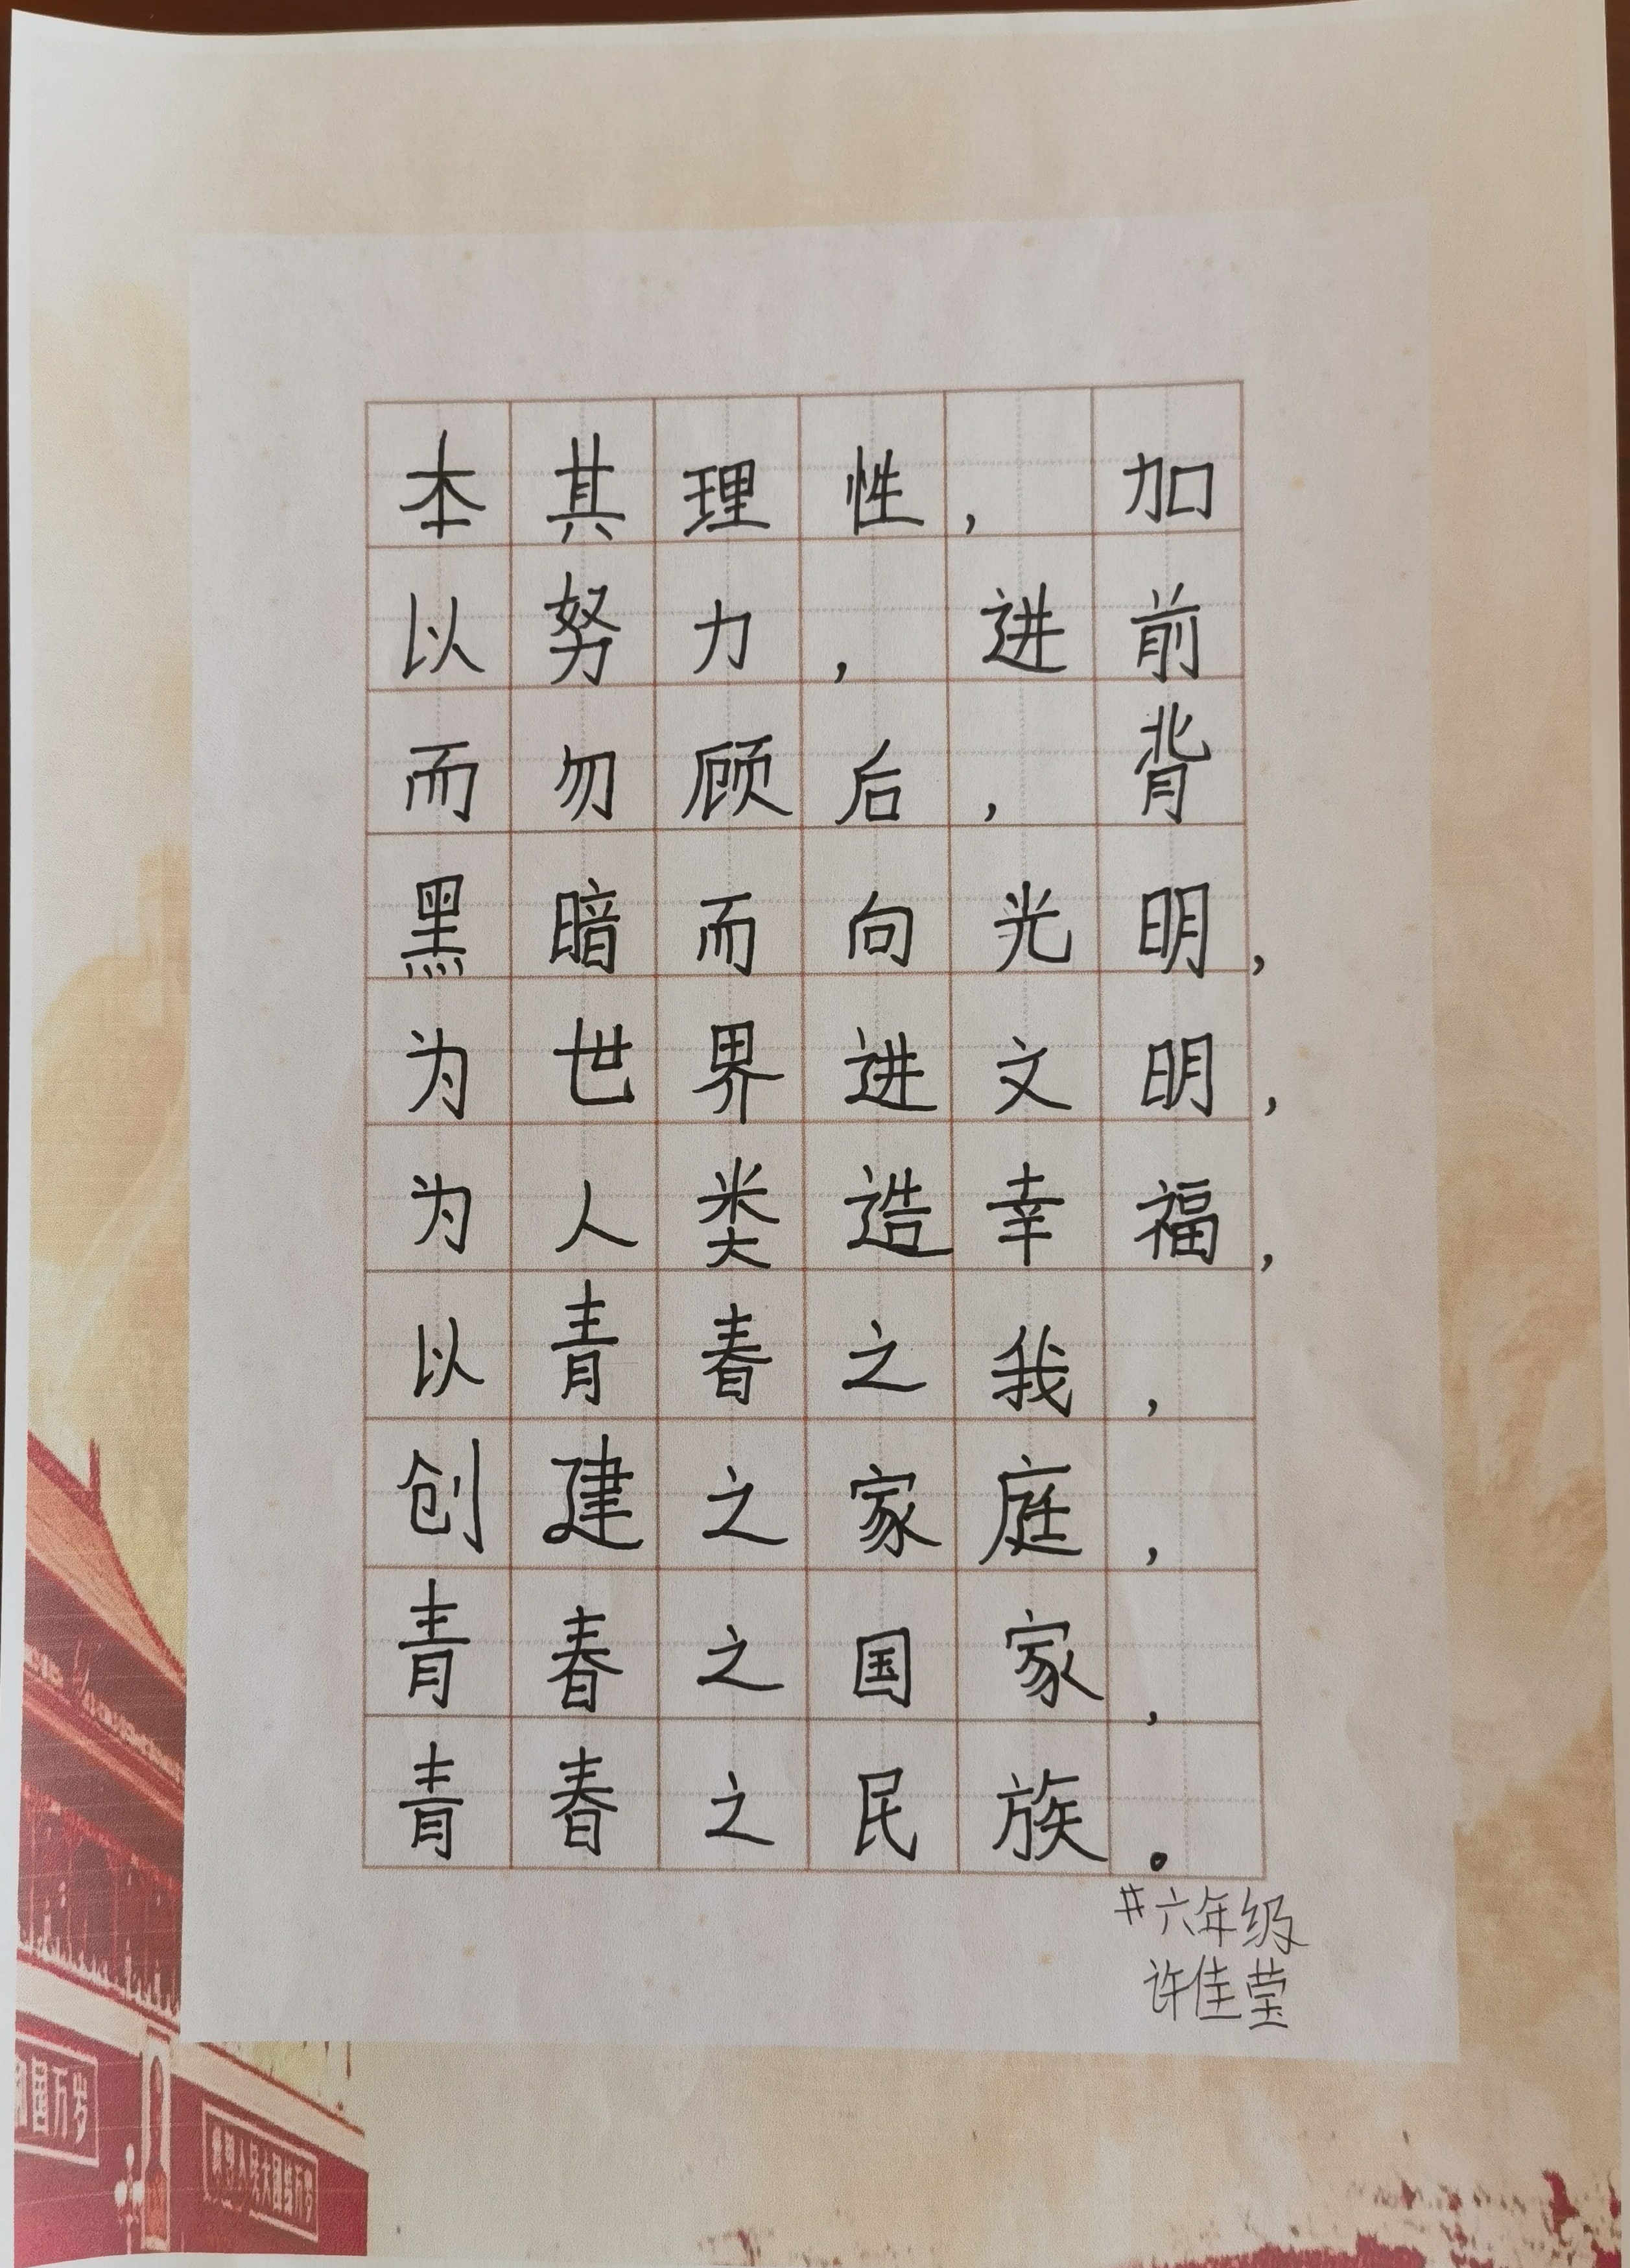 本其理性，加
以努力，进前
而勿顾后，背
黑暗而向光明，
为世界进文明，
为人类造幸福，
以青春之我，
创建之家庭，
青春之国家，
青春之民族．
#六年级
许佳莹
国万岁
世界人民大团结万岁